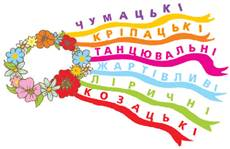 ЧУМАЦЬКІ
КРІПАЦЬКІ
ТАНЦЮВАЛЬНІ
ЖАРТІВЛИВІ
ЛІРИЧНІ
КОЗАЦЬКІ